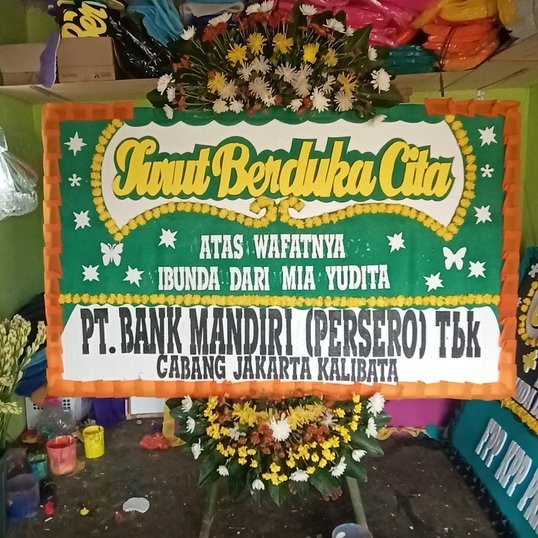 Turut Berduka Cita
ATAS WAFATNYA
IBUNDA DARI MIA YUDITA
PT. BANK MANDIRI (PERSERO) Tbk
CABANG JAKARTA KALIBATA